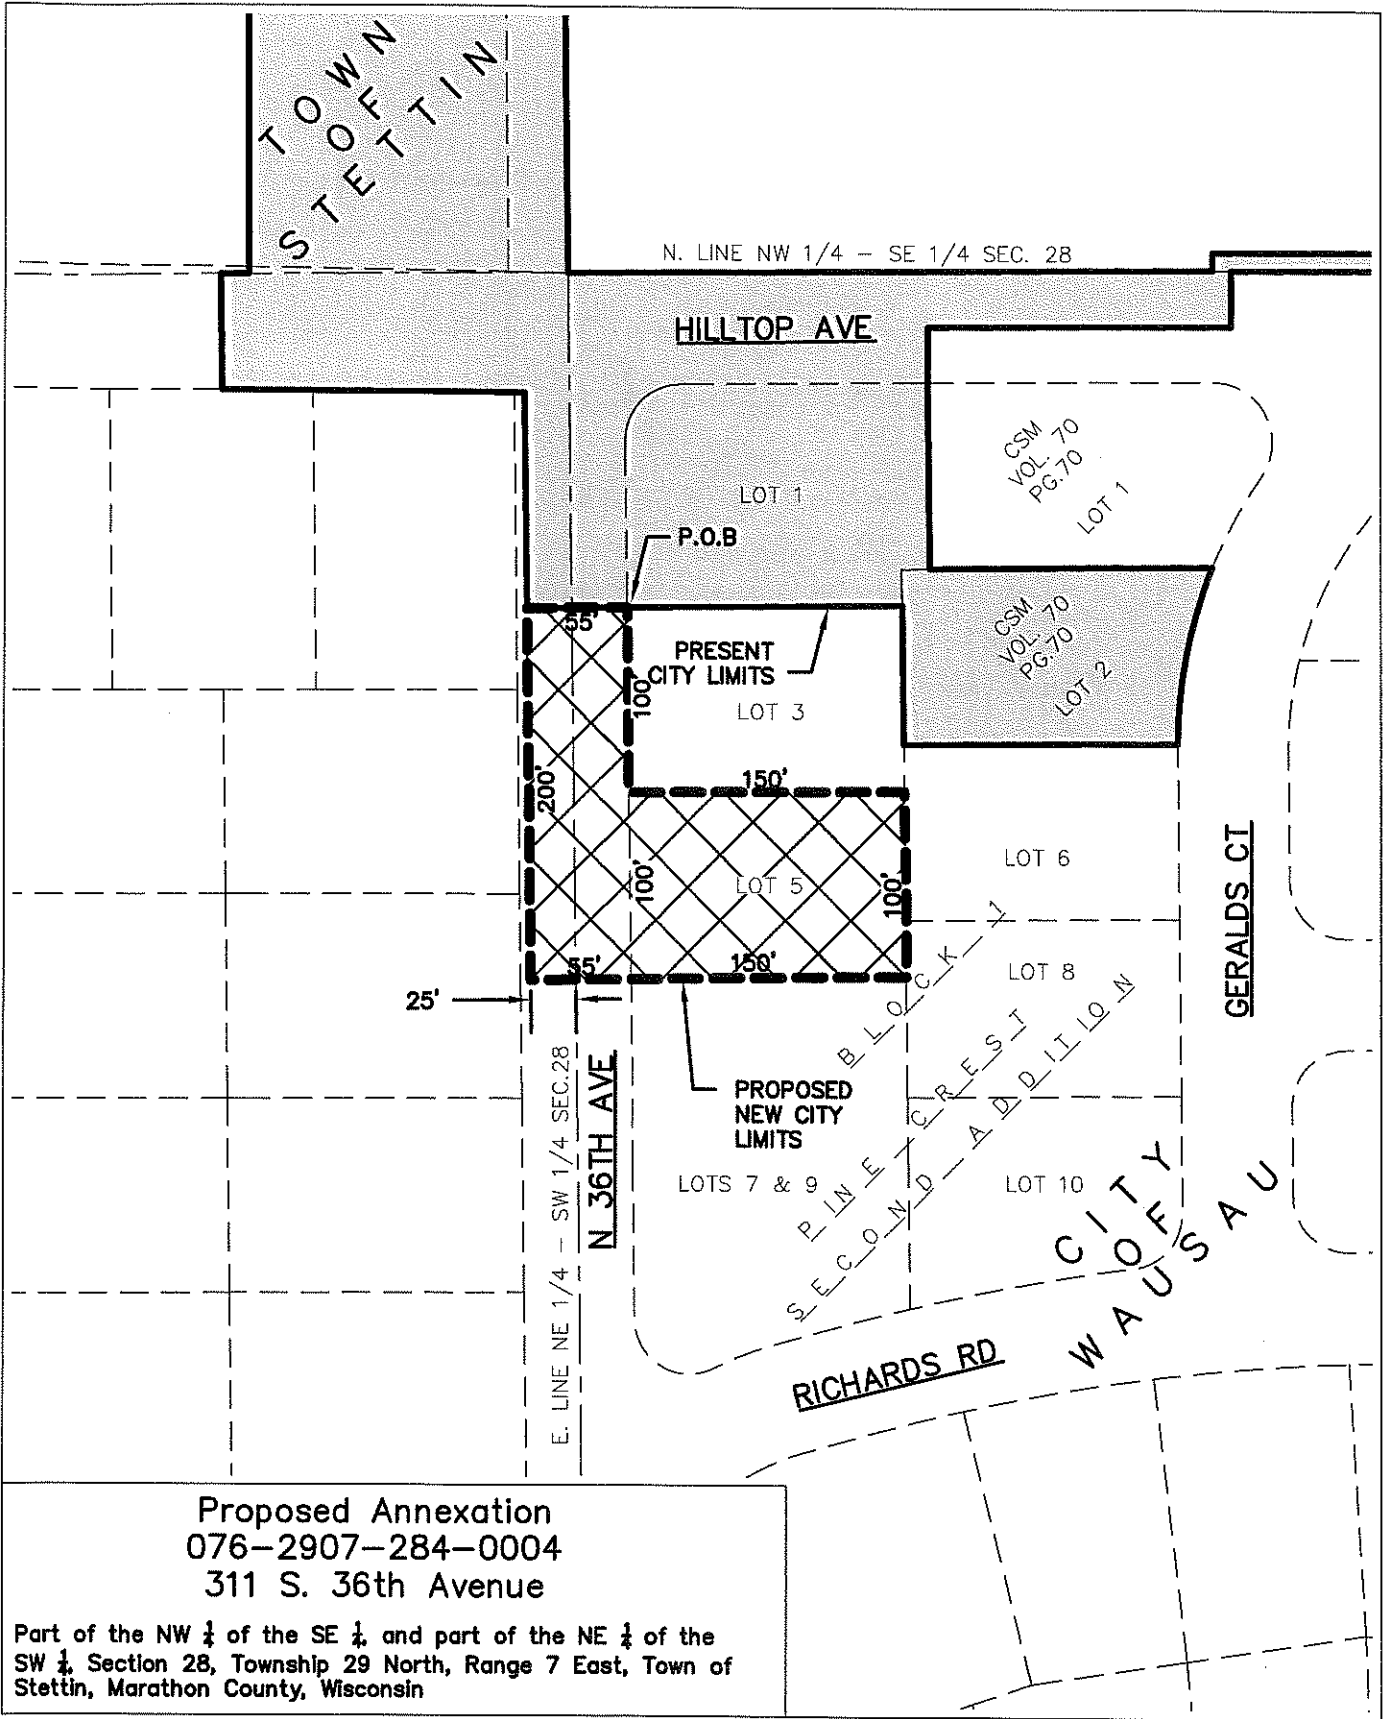 TOWN
OF
STETTIN
N. LINE NW 1/4 - SE 1/4 SEC. 28
HILLTOP AVE
CSM
VOL. 70
PG.70
LOT 1
LOT 1
P.O.B
55'
PRESENT
CITY LIMITS
CSM
VOL. 70
PG.70
LOT 2
100'
LOT 3
200'
150'
LOT 6
100'
LOT 5
100'
GERALDS CT
55'
150'
25'
LOT 8
BLOCK 1
PINE CREST
SECOND ADDITION
E. LINE NE 1/4 - SW 1/4 SEC.28
N 36TH AVE
PROPOSED
NEW CITY
LIMITS
LOTS 7 & 9
LOT 10
CITY
OF
WAUSAU
RICHARDS RD
Proposed Annexation
076-2907-284-0004
311 S. 36th Avenue
Part of the NW ¼ of the SE ¼, and part of the NE ¼ of the
SW ¼, Section 28, Township 29 North, Range 7 East, Town of
Stettin, Marathon County, Wisconsin